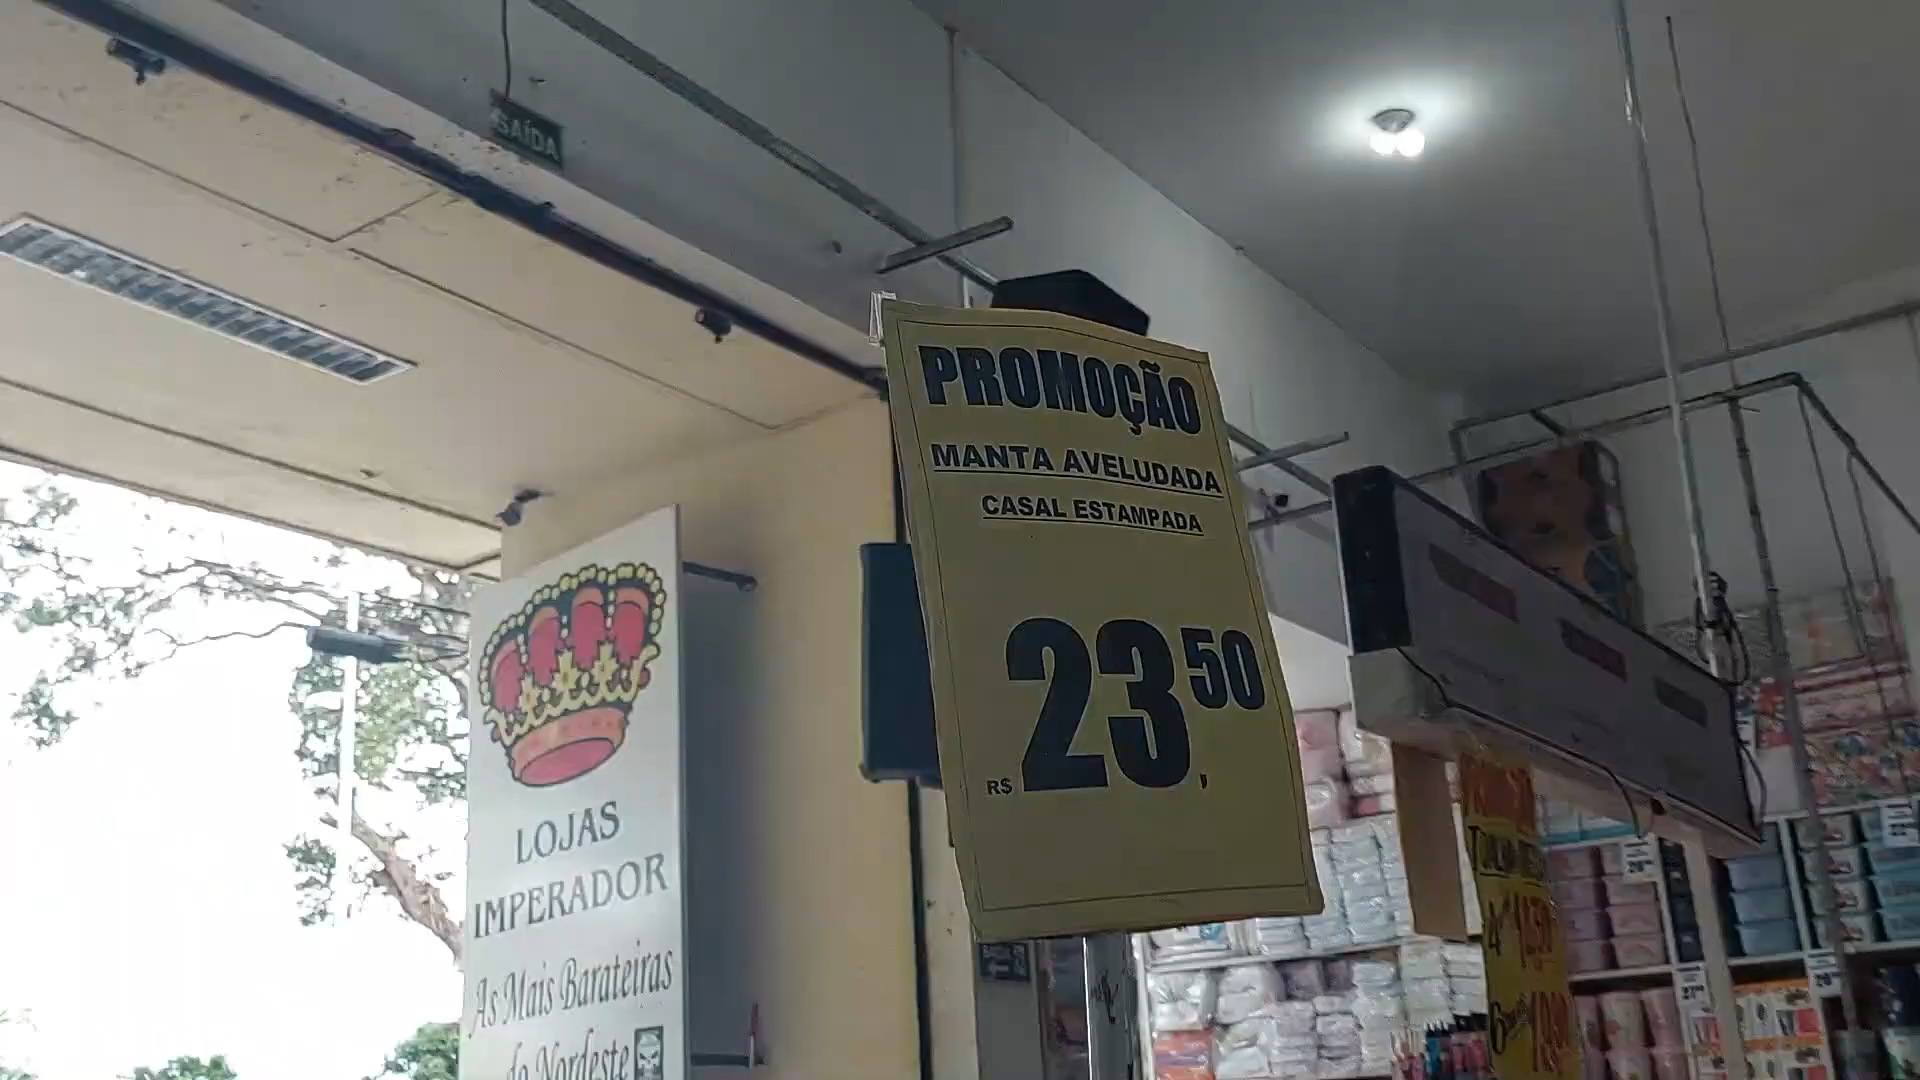 SAÍDA
PROMOÇÃO
MANTA AVELUDADA
CASAL ESTAMPADA
R$ 23,50
LOJAS
IMPERADOR
As Mais Barateiras
do Nordeste